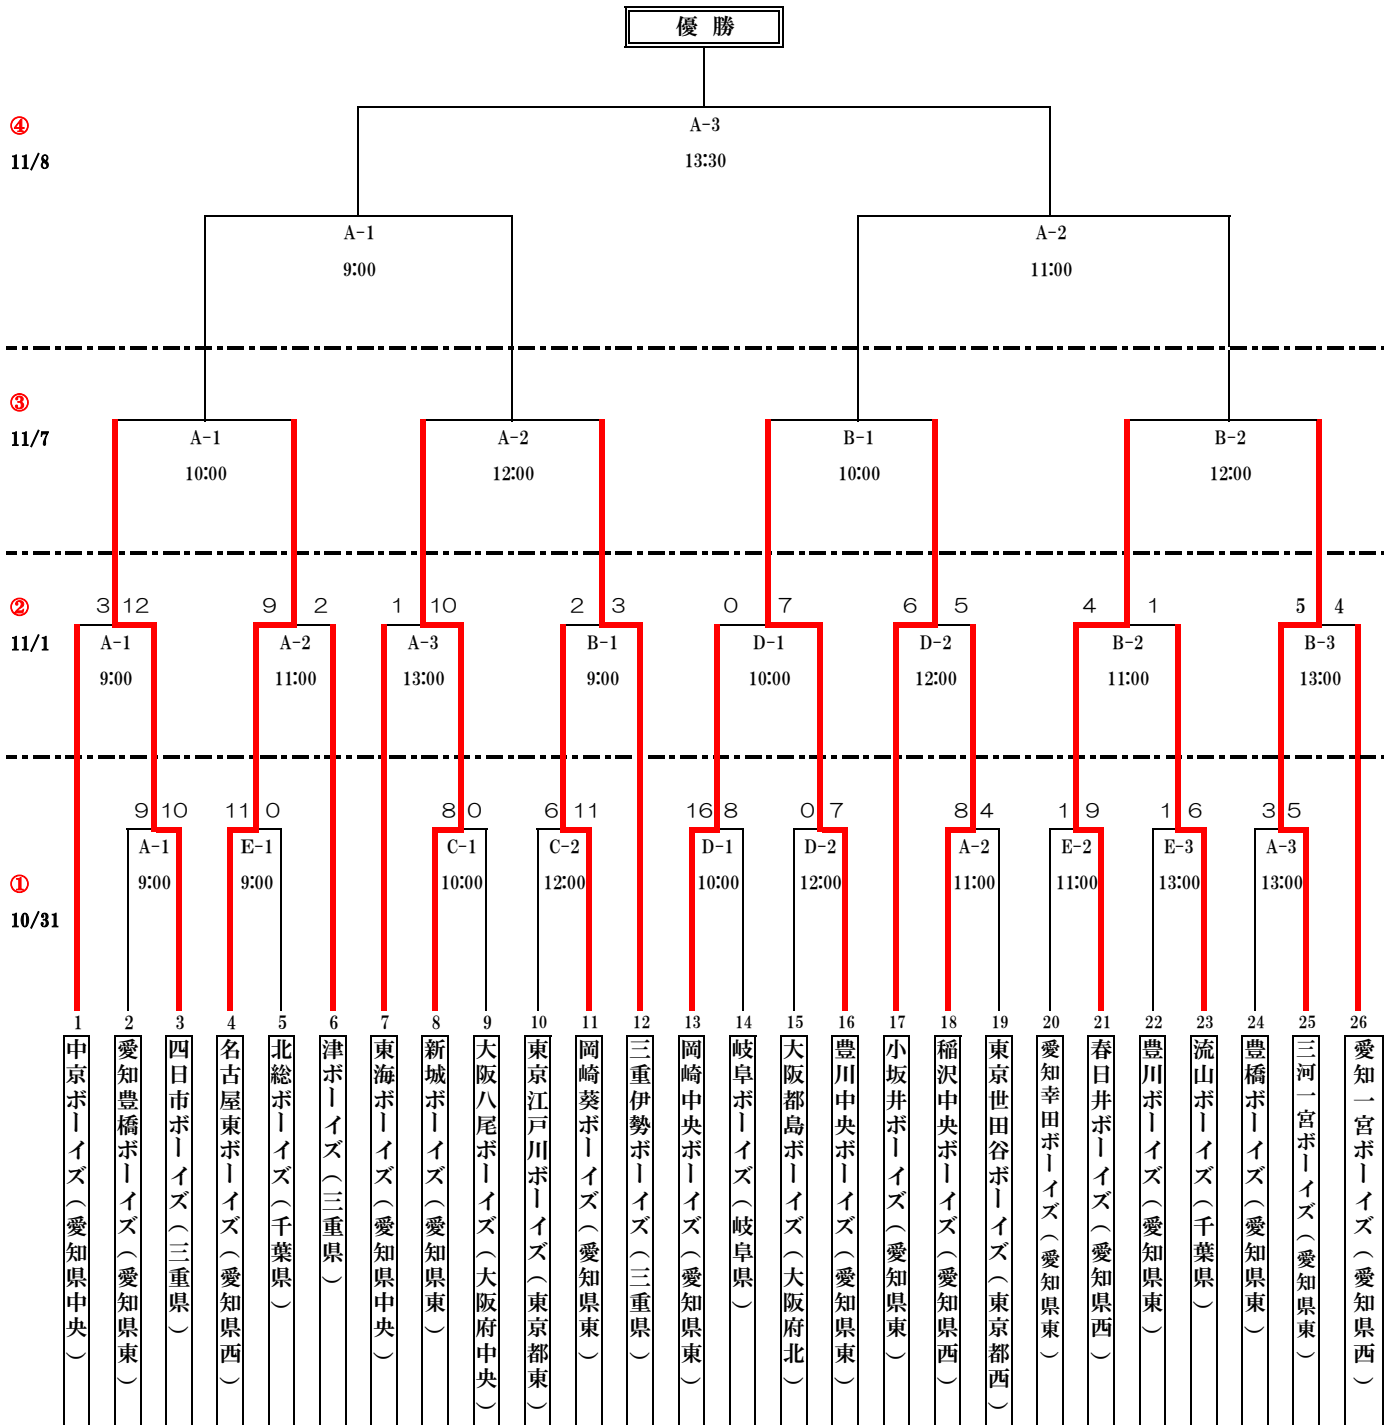 優 勝
④
11/8
A-3
13:30
A-1
9:00
A-2
11:00
③
11/7
A-1
10:00
A-2
12:00
B-1
10:00
B-2
12:00
②
11/1
3 12
9 2
1 10
2 3
0 7
6 5
4 1
5 4
A-1
9:00
A-2
11:00
A-3
13:00
B-1
9:00
D-1
10:00
D-2
12:00
B-2
11:00
B-3
13:00
①
10/31
9 10
11 0
8 0
6 11
16 8
0 7
8 4
1 9
1 6
3 5
A-1
9:00
E-1
9:00
C-1
10:00
C-2
12:00
D-1
10:00
D-2
12:00
A-2
11:00
E-2
11:00
E-3
13:00
A-3
13:00
1
中京ボーイズ（愛知県中央）
2
愛知豊橋ボーイズ（愛知県東）
3
四日市ボーイズ（三重県）
4
名古屋東ボーイズ（愛知県西）
5
北総ボーイズ（千葉県）
6
津ボーイズ（三重県）
7
東海ボーイズ（愛知県中央）
8
新城ボーイズ（愛知県東）
9
大阪八尾ボーイズ（大阪府中央）
10
東京江戸川ボーイズ（東京都東）
11
岡崎葵ボーイズ（愛知県東）
12
三重伊勢ボーイズ（三重県）
13
岡崎中央ボーイズ（愛知県東）
14
岐阜ボーイズ（岐阜県）
15
大阪都島ボーイズ（大阪府北）
16
豊川中央ボーイズ（愛知県東）
17
小坂井ボーイズ（愛知県東）
18
稲沢中央ボーイズ（愛知県西）
19
東京世田谷ボーイズ（東京都西）
20
愛知幸田ボーイズ（愛知県東）
21
春日井ボーイズ（愛知県西）
22
豊川ボーイズ（愛知県東）
23
流山ボーイズ（千葉県）
24
豊橋ボーイズ（愛知県東）
25
三河一宮ボーイズ（愛知県東）
26
愛知一宮ボーイズ（愛知県西）